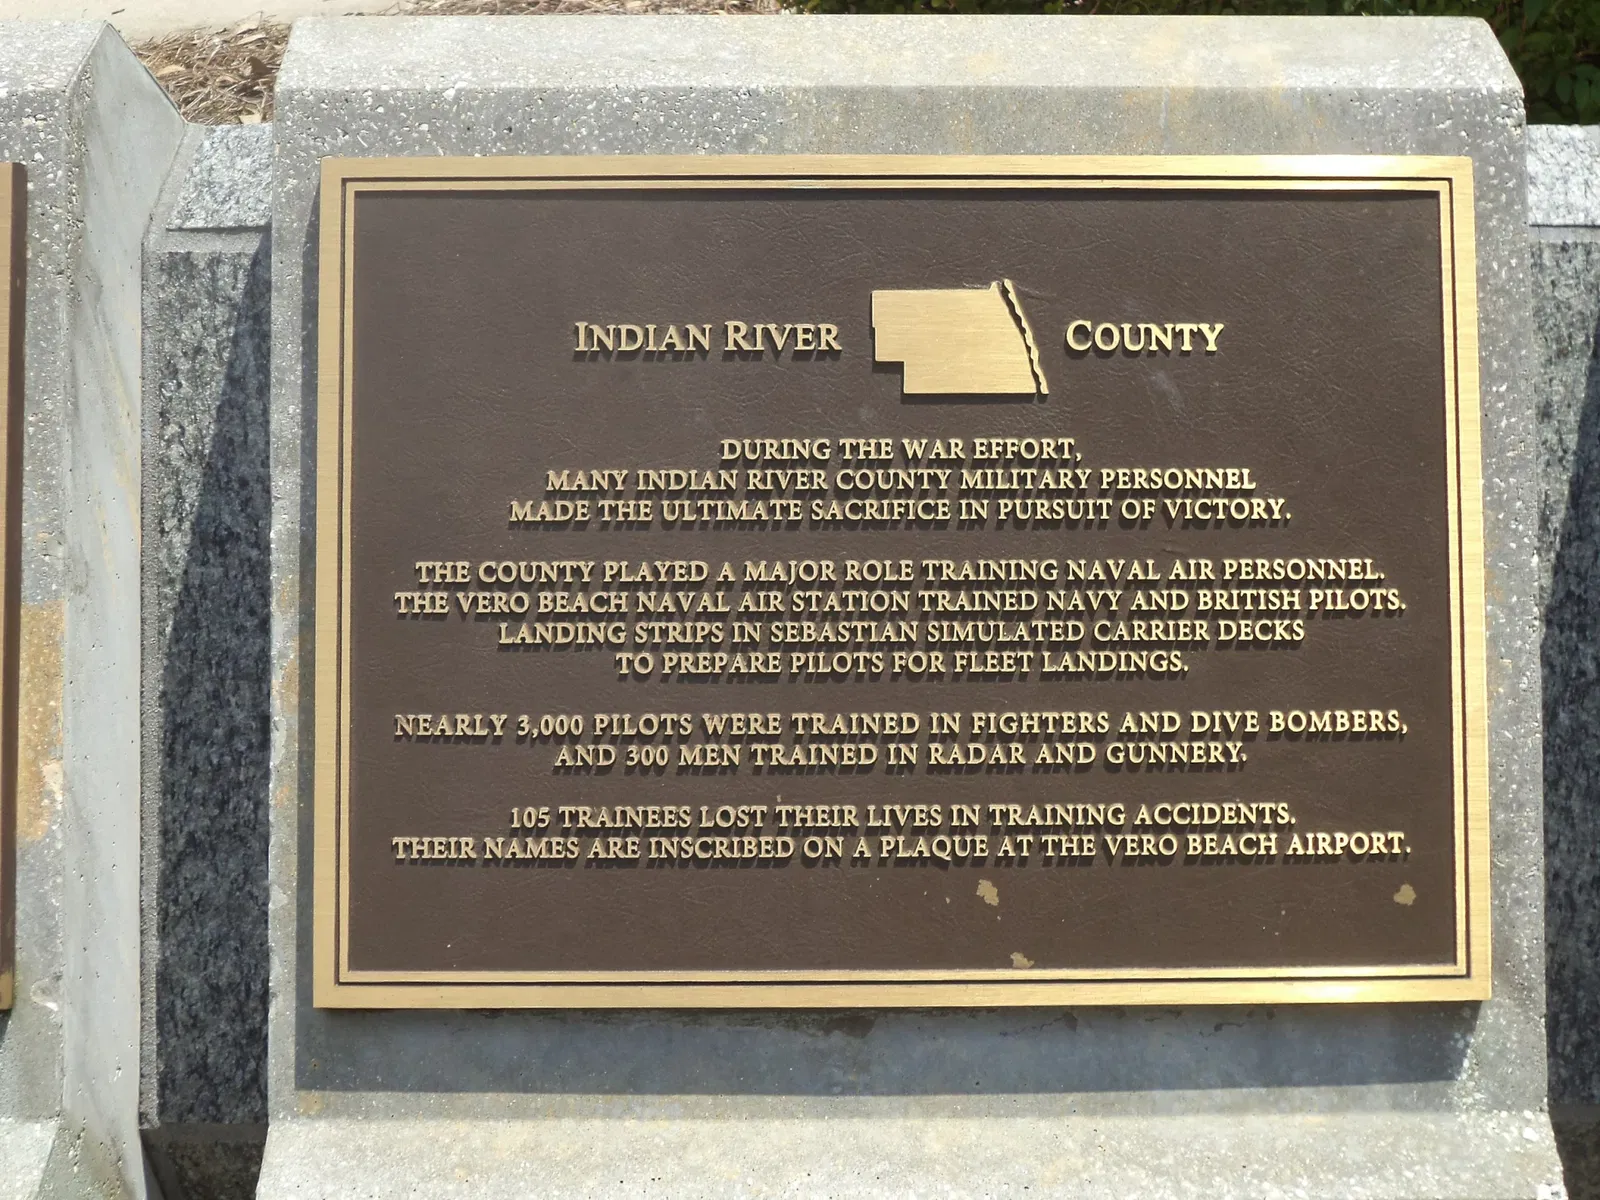 INDIAN RIVER COUNTY
DURING THE WAR EFFORT,
MANY INDIAN RIVER COUNTY MILITARY PERSONNEL
MADE THE ULTIMATE SACRIFICE IN PURSUIT OF VICTORY.
THE COUNTY PLAYED A MAJOR ROLE TRAINING NAVAL AIR PERSONNEL.
THE VERO BEACH NAVAL AIR STATION TRAINED NAVY AND BRITISH PILOTS.
LANDING STRIPS IN SEBASTIAN SIMULATED CARRIER DECKS
TO PREPARE PILOTS FOR FLEET LANDINGS.
NEARLY 3,000 PILOTS WERE TRAINED IN FIGHTERS AND DIVE BOMBERS,
AND 300 MEN TRAINED IN RADAR AND GUNNERY.
105 TRAINEES LOST THEIR LIVES IN TRAINING ACCIDENTS.
THEIR NAMES ARE INSCRIBED ON A PLAQUE AT THE VERO BEACH AIRPORT.